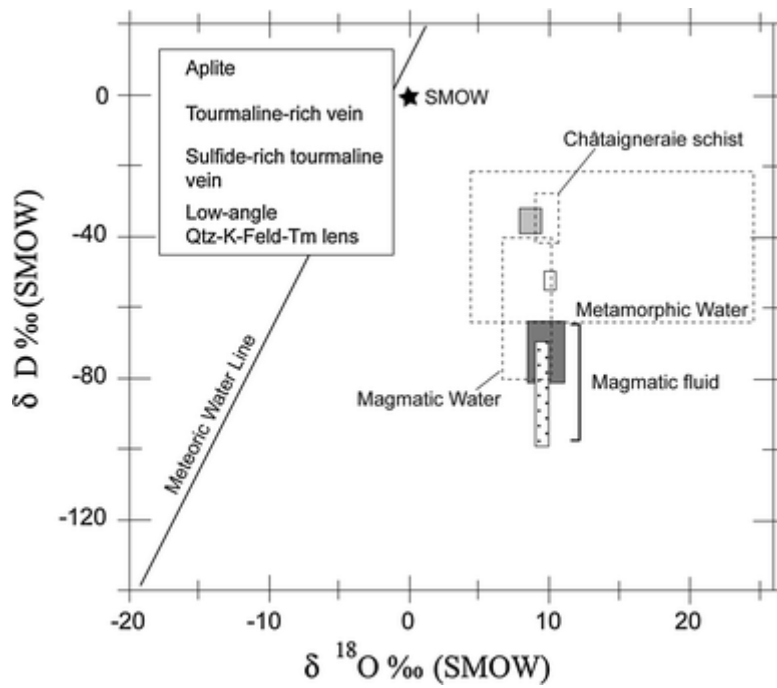 Aplite
Tourmaline-rich vein
Sulfide-rich tourmaline
vein
Low-angle
Qtz-K-Feld-Tm lens
SMOW
Châtaigneraie schist
Metamorphic Water
Magmatic fluid
Magmatic Water
Meteoric Water Line
δ D ‰ (SMOW)
0
-40
-80
-120
-20
-10
0
10
20
δ ¹⁸O ‰ (SMOW)